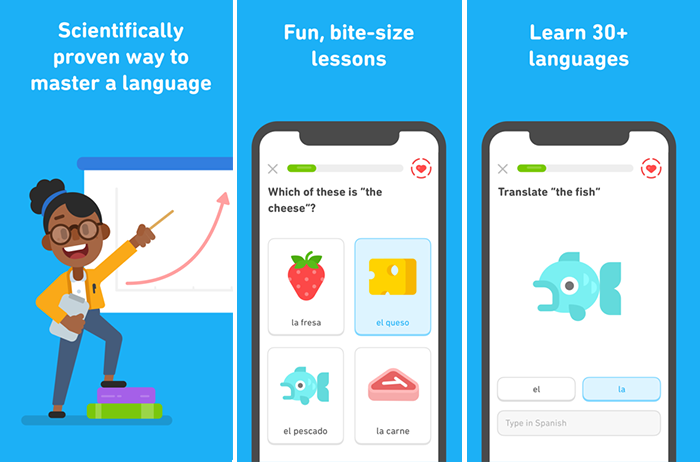 Scientifically
proven way to
master a language
Fun, bite-size
lessons
Which of these is “the
cheese”?
la fresa
el queso
el pescado
la carne
Learn 30+
languages
Translate “the fish”
el
la
Type in Spanish